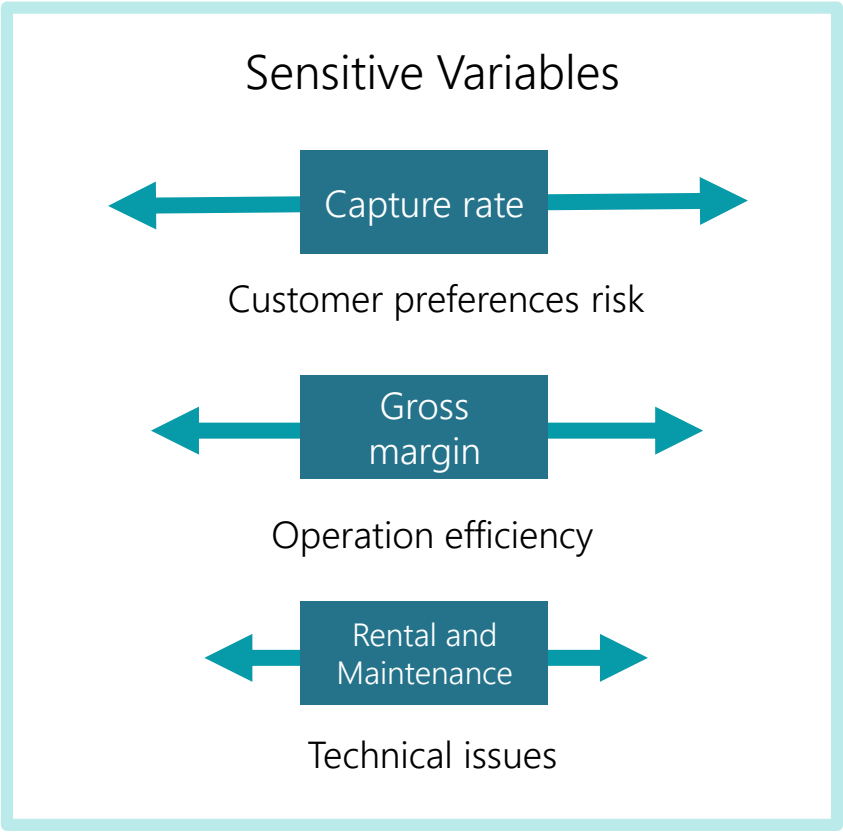 Sensitive Variables
Capture rate
Customer preferences risk
Gross
margin
Operation efficiency
Rental and
Maintenance
Technical issues